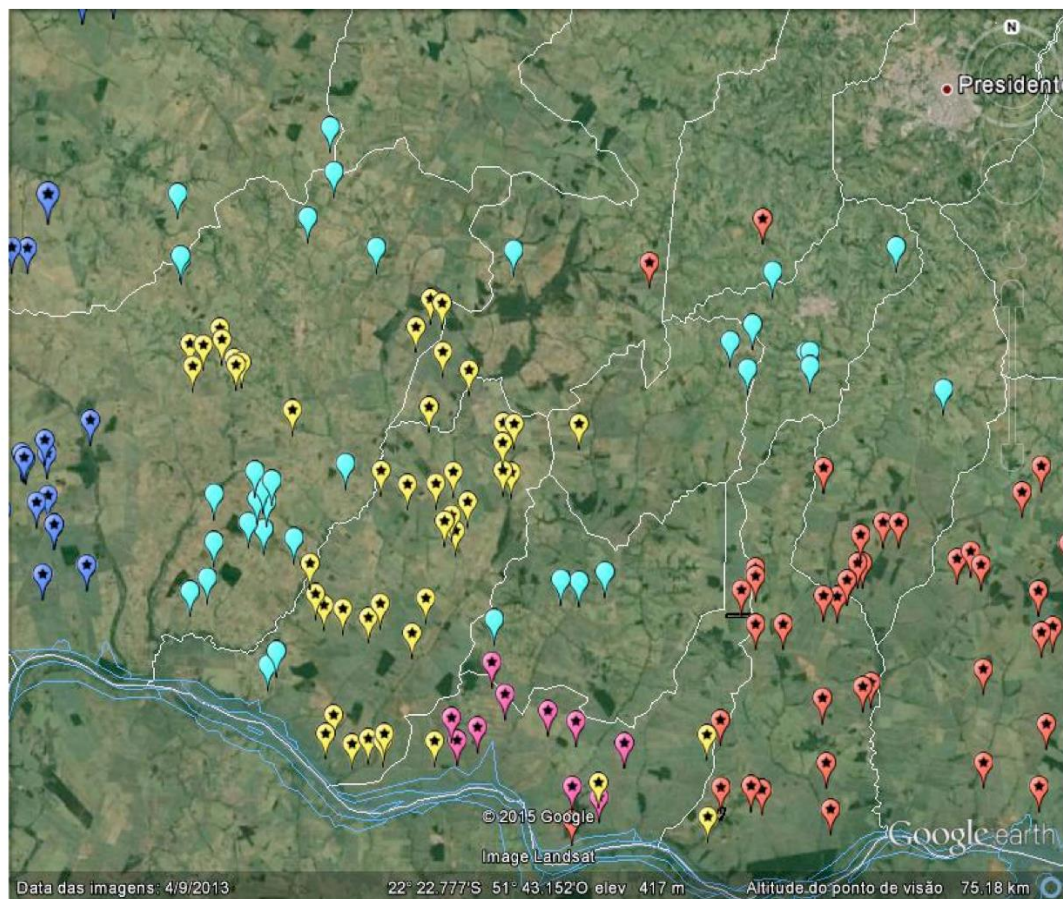 N
Presidente
© 2015 Google
Google earth
Image Landsat
Data das imagens: 4/9/2013 22° 22.777'S 51° 43.152'O elev 417 m Altitude do ponto de visão 75.18 km